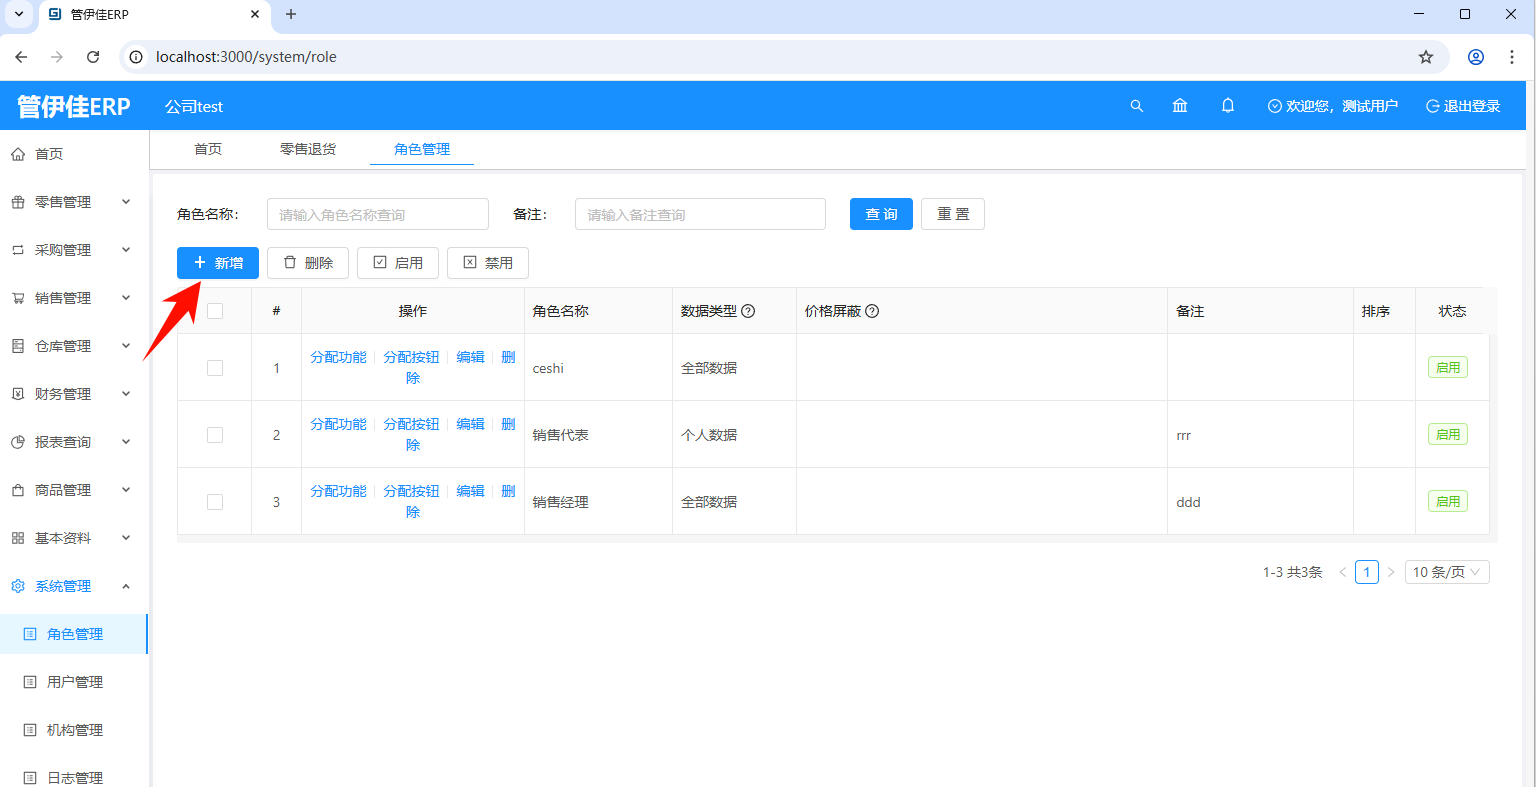 管伊佳ERP
localhost:3000/system/role
管伊佳ERP 公司test 欢迎您，测试用户 退出登录
首页
零售管理
采购管理
销售管理
仓库管理
财务管理
报表查询
商品管理
基本资料
系统管理
角色管理
用户管理
机构管理
日志管理
首页 零售退货 角色管理
角色名称： 请输入角色名称查询 备注： 请输入备注查询 查 询 重 置
新增 删除 启用 禁用
# 操作 角色名称 数据类型 价格屏蔽 备注 排序 状态
1 分配功能 分配按钮 编辑 删 ceshi 全部数据 启用
除
2 分配功能 分配按钮 编辑 删 销售代表 个人数据 rrr 启用
除
3 分配功能 分配按钮 编辑 删 销售经理 全部数据 ddd 启用
除
1-3 共3条 1 10 条/页